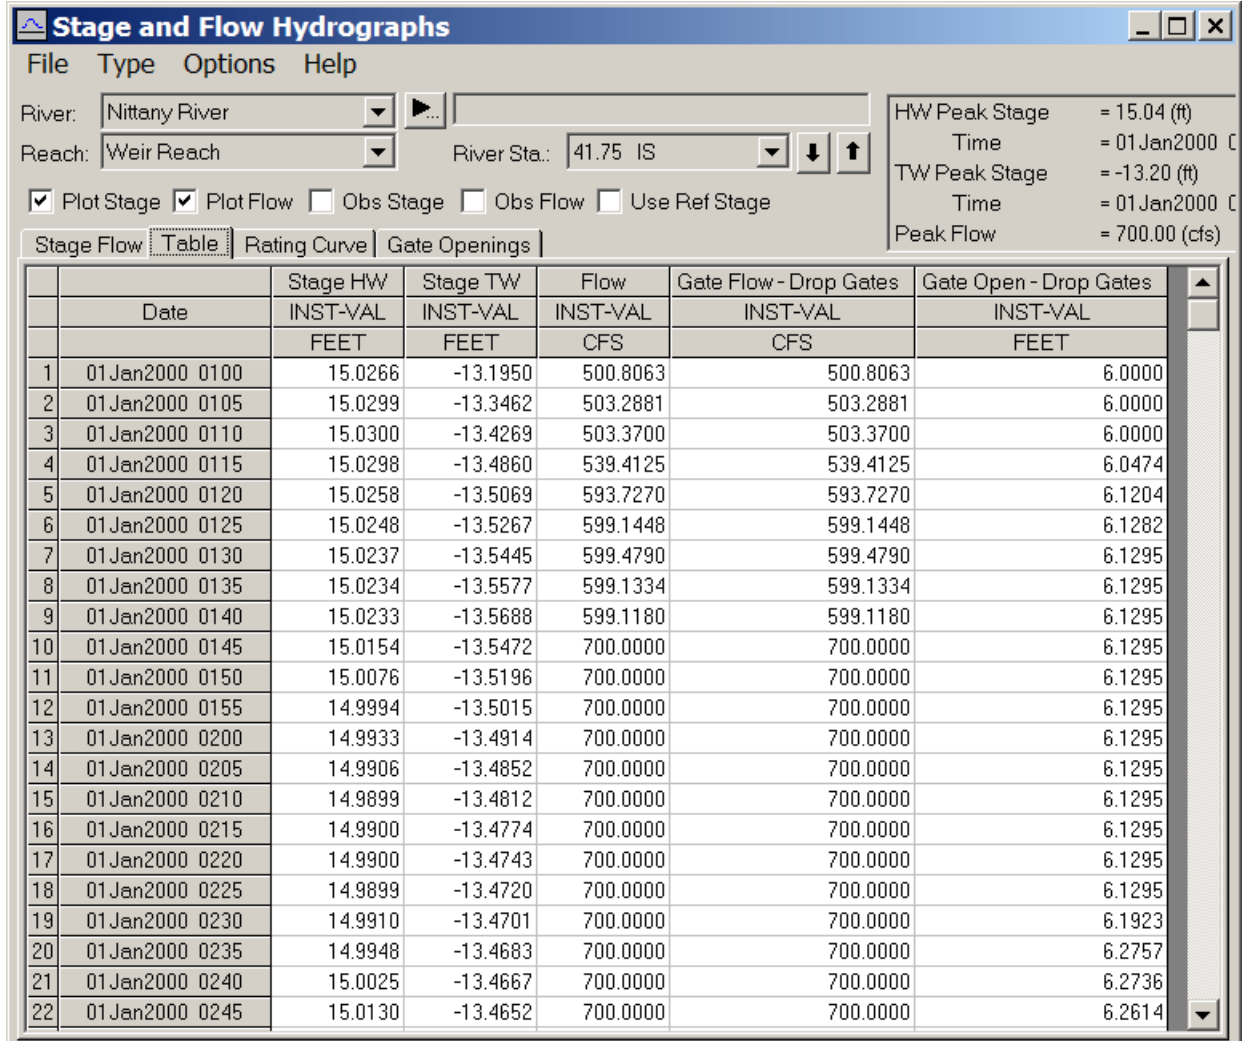 Stage and Flow Hydrographs
File Type Options Help
River: Nittany River
Reach: Weir Reach River Sta.: 41.75 IS
HW Peak Stage = 15.04 (ft)
Time = 01Jan2000
TW Peak Stage = -13.20 (ft)
Time = 01Jan2000
Peak Flow = 700.00 (cfs)
Plot Stage Plot Flow Obs Stage Obs Flow Use Ref Stage
Stage Flow Table Rating Curve Gate Openings
Stage HW Stage TW Flow Gate Flow - Drop Gates Gate Open - Drop Gates
Date INST-VAL INST-VAL INST-VAL INST-VAL INST-VAL
FEET FEET CFS CFS FEET
1 01Jan2000 0100 15.0266 -13.1950 500.8063 500.8063 6.0000
2 01Jan2000 0105 15.0299 -13.3462 503.2881 503.2881 6.0000
3 01Jan2000 0110 15.0300 -13.4269 503.3700 503.3700 6.0000
4 01Jan2000 0115 15.0298 -13.4860 539.4125 539.4125 6.0474
5 01Jan2000 0120 15.0258 -13.5069 593.7270 593.7270 6.1204
6 01Jan2000 0125 15.0248 -13.5267 599.1448 599.1448 6.1282
7 01Jan2000 0130 15.0237 -13.5445 599.4790 599.4790 6.1295
8 01Jan2000 0135 15.0234 -13.5577 599.1334 599.1334 6.1295
9 01Jan2000 0140 15.0233 -13.5688 599.1180 599.1180 6.1295
10 01Jan2000 0145 15.0154 -13.5472 700.0000 700.0000 6.1295
11 01Jan2000 0150 15.0076 -13.5196 700.0000 700.0000 6.1295
12 01Jan2000 0155 14.9994 -13.5015 700.0000 700.0000 6.1295
13 01Jan2000 0200 14.9933 -13.4914 700.0000 700.0000 6.1295
14 01Jan2000 0205 14.9906 -13.4852 700.0000 700.0000 6.1295
15 01Jan2000 0210 14.9899 -13.4812 700.0000 700.0000 6.1295
16 01Jan2000 0215 14.9900 -13.4774 700.0000 700.0000 6.1295
17 01Jan2000 0220 14.9900 -13.4743 700.0000 700.0000 6.1295
18 01Jan2000 0225 14.9899 -13.4720 700.0000 700.0000 6.1295
19 01Jan2000 0230 14.9910 -13.4701 700.0000 700.0000 6.1923
20 01Jan2000 0235 14.9948 -13.4683 700.0000 700.0000 6.2757
21 01Jan2000 0240 15.0025 -13.4667 700.0000 700.0000 6.2736
22 01Jan2000 0245 15.0130 -13.4652 700.0000 700.0000 6.2614